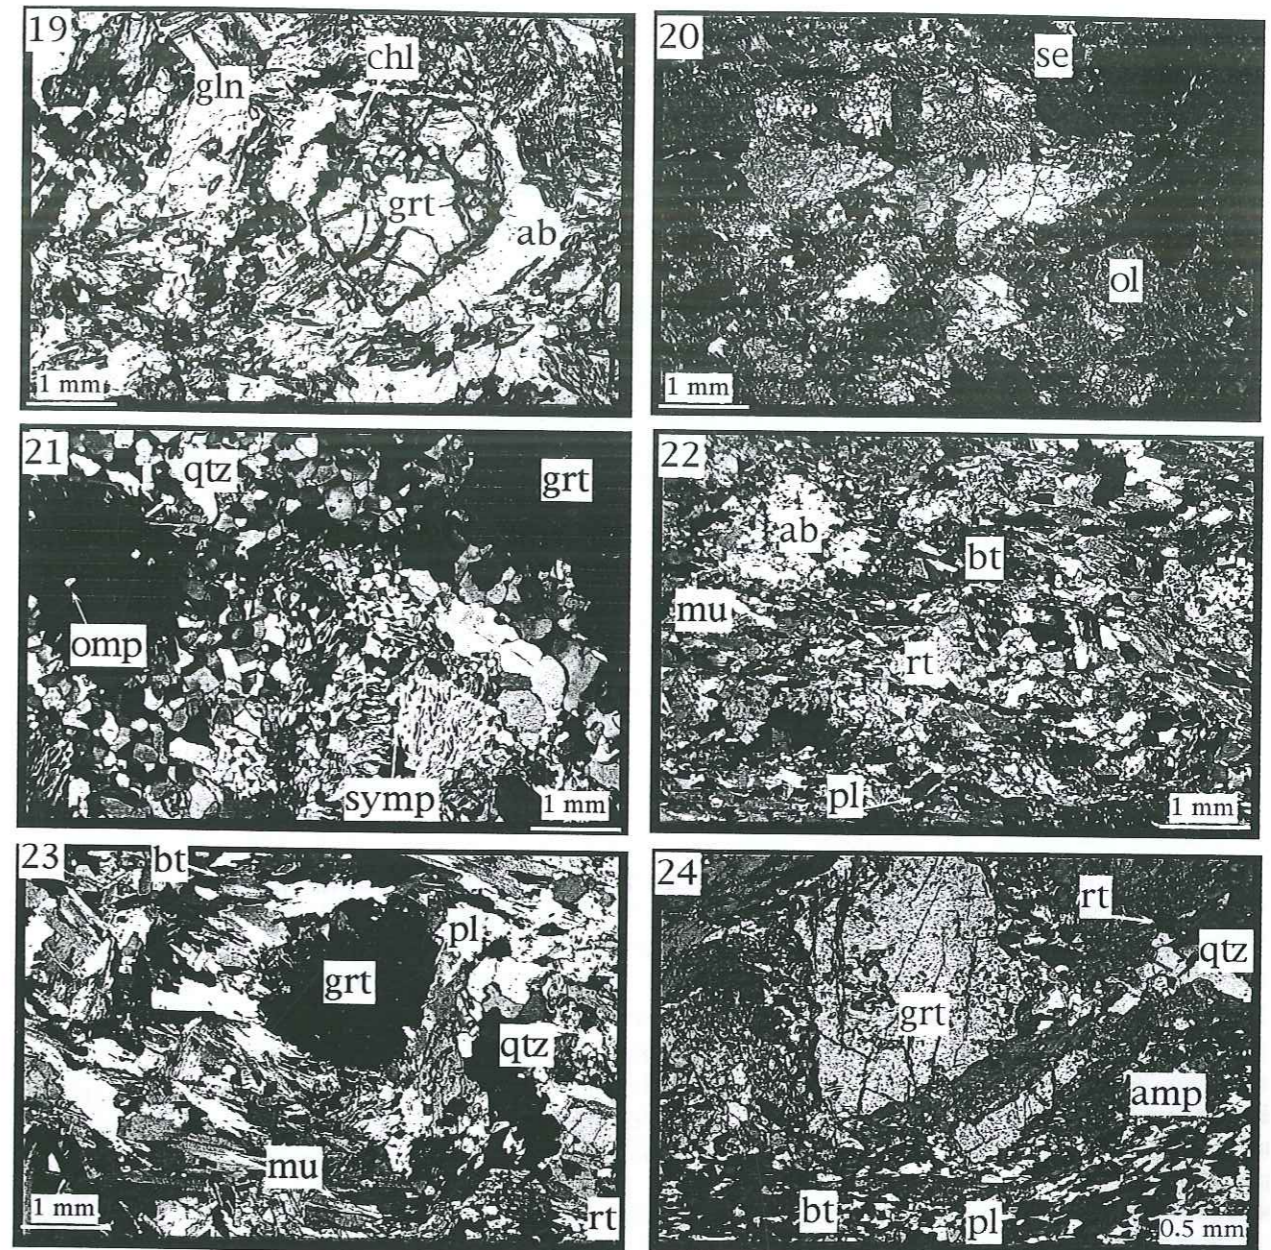 19
gln
chl
grt
ab
1 mm
20
se
ol
1 mm
21
qtz
grt
omp
symp
1 mm
22
ab
bt
mu
rt
pl
1 mm
23
bt
pl
grt
qtz
mu
rt
1 mm
24
rt
qtz
grt
amp
bt
pl
0.5 mm